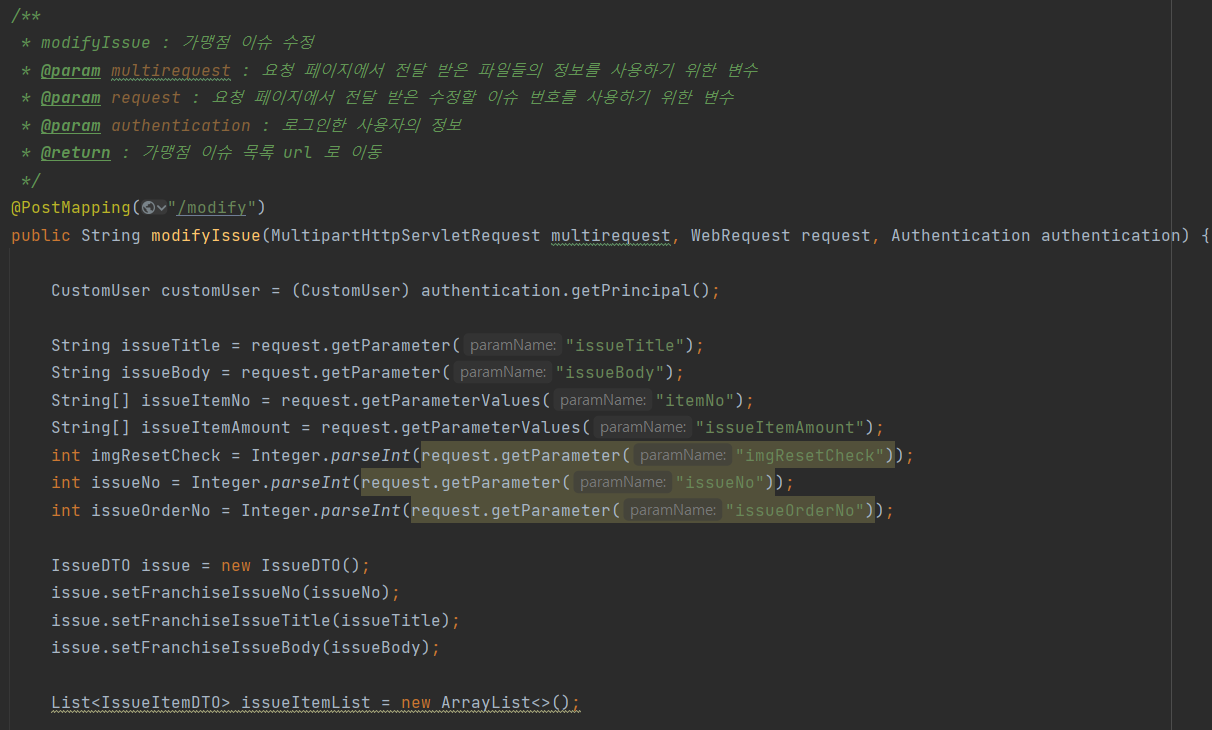 /**
 * modifyIssue : 가맹점 이슈 수정
 * @param multirequest : 요청 페이지에서 전달 받은 파일들의 정보를 사용하기 위한 변수
 * @param request : 요청 페이지에서 전달 받은 수정할 이슈 번호를 사용하기 위한 변수
 * @param authentication : 로그인한 사용자의 정보
 * @return : 가맹점 이슈 목록 url 로 이동
 */
@PostMapping("/modify")
public String modifyIssue(MultipartHttpServletRequest multirequest, WebRequest request, Authentication authentication) {
CustomUser customUser = (CustomUser) authentication.getPrincipal();
String issueTitle = request.getParameter( paramName: "issueTitle");
String issueBody = request.getParameter( paramName: "issueBody");
String[] issueItemNo = request.getParameterValues( paramName: "itemNo");
String[] issueItemAmount = request.getParameterValues( paramName: "issueItemAmount");
int imgResetCheck = Integer.parseInt(request.getParameter( paramName: "imgResetCheck"));
int issueNo = Integer.parseInt(request.getParameter( paramName: "issueNo"));
int issueOrderNo = Integer.parseInt(request.getParameter( paramName: "issueOrderNo"));
IssueDTO issue = new IssueDTO();
issue.setFranchiseIssueNo(issueNo);
issue.setFranchiseIssueTitle(issueTitle);
issue.setFranchiseIssueBody(issueBody);
List<IssueItemDTO> issueItemList = new ArrayList<>();